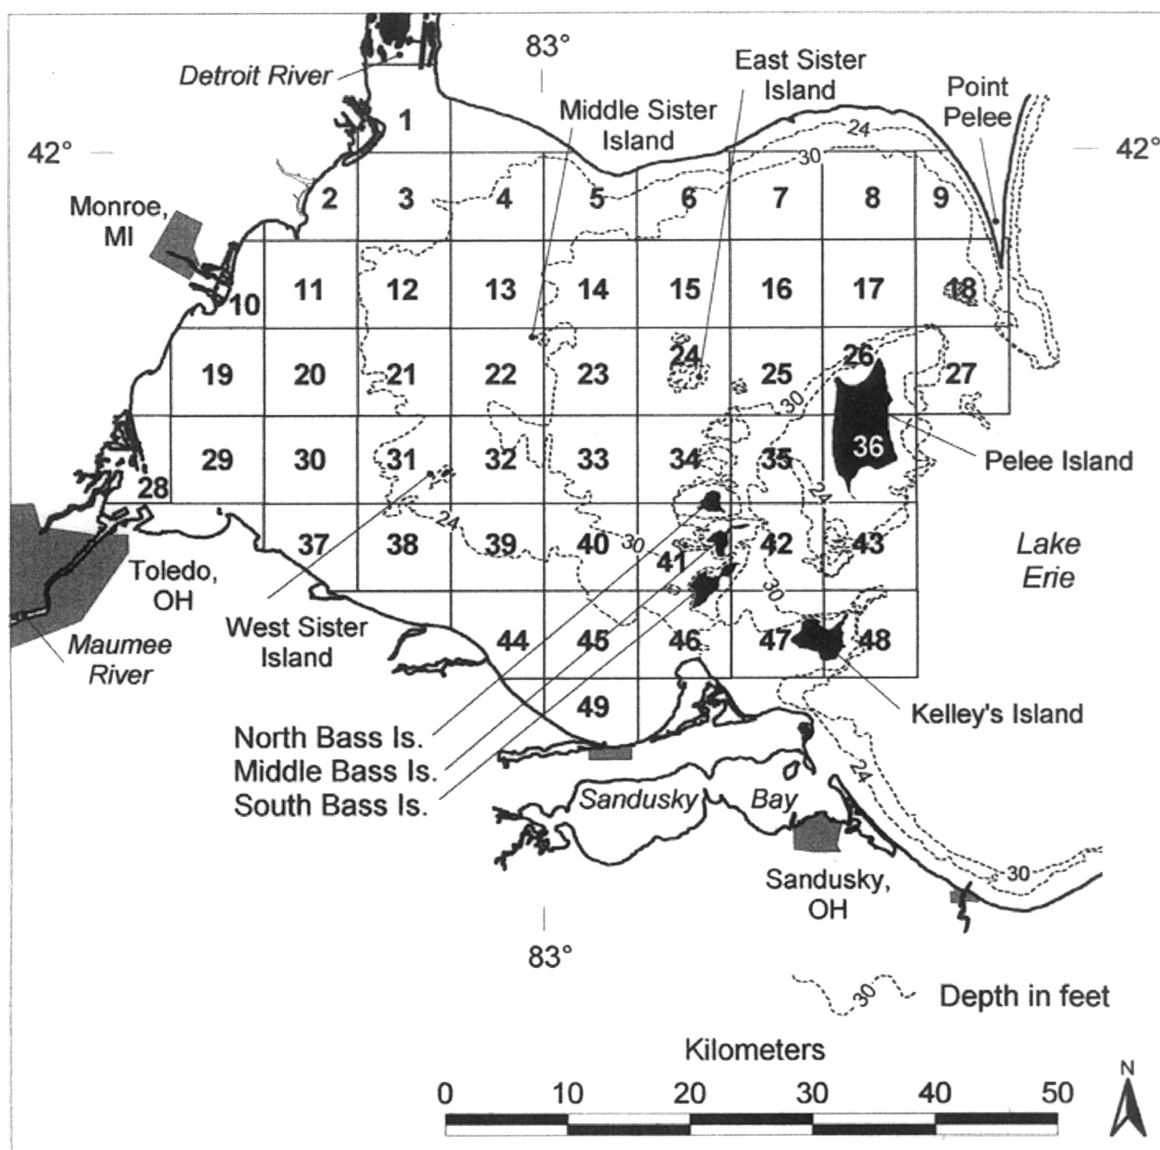 83°
Detroit River
East Sister
Island
Point
Pelee
Middle Sister
Island
1
24
42°
42°
30
Monroe,
MI
2
3
4
5
6
7
8
9
10
11
12
13
14
15
16
17
18
19
20
21
22
23
24
25
26
27
30
28
29
30
31
32
33
34
35
36
Pelee Island
24
24
37
38
39
40
30
41
42
43
Lake
Erie
Toledo,
OH
30
West Sister
Island
Maumee
River
44
45
46
47
48
49
Kelley's Island
North Bass Is.
Middle Bass Is.
South Bass Is.
24
Sandusky Bay
30
Sandusky,
OH
83°
30
Depth in feet
Kilometers
N
0 10 20 30 40 50